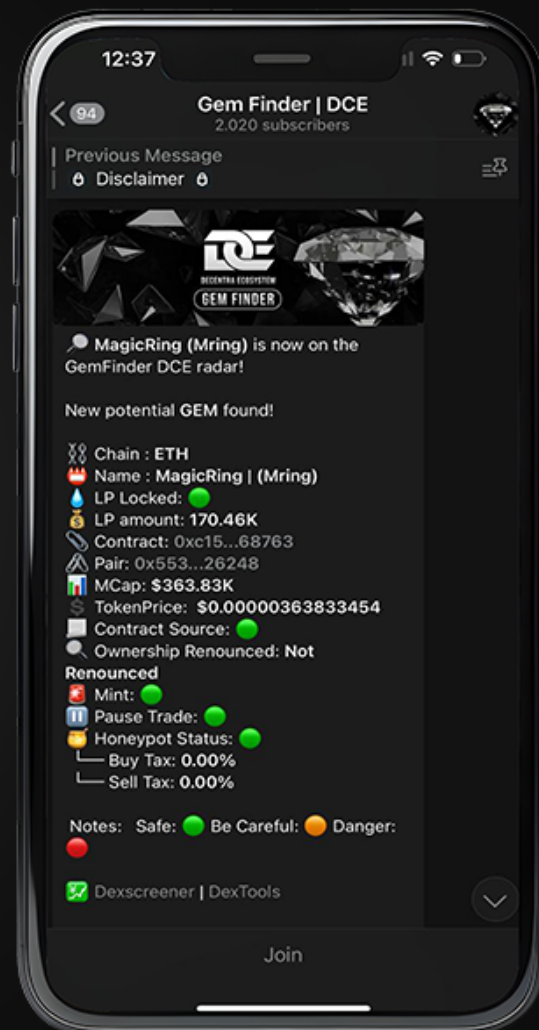 12:37
94
Gem Finder | DCE
2.020 subscribers
Previous Message
🔒 Disclaimer 🔒
DCE
DECENTRA ECOSYSTEM
GEM FINDER
🔎 MagicRing (Mring) is now on the
GemFinder DCE radar!
New potential GEM found!
⛓ Chain : ETH
📛 Name : MagicRing | (Mring)
💧 LP Locked: 🟢
💰 LP amount: 170.46K
📎 Contract: 0xc15...68763
🖇 Pair: 0x553...26248
📊 MCap: $363.83K
💲 TokenPrice: $0.00000363833454
📃 Contract Source: 🟢
🔍 Ownership Renounced: Not
Renounced
🚨 Mint: 🟢
⏸ Pause Trade: 🟢
🍯 Honeypot Status: 🟢
└─ Buy Tax: 0.00%
└─ Sell Tax: 0.00%
Notes: Safe: 🟢 Be Careful: 🟠 Danger:
🔴
💹 Dexscreener | DexTools
Join